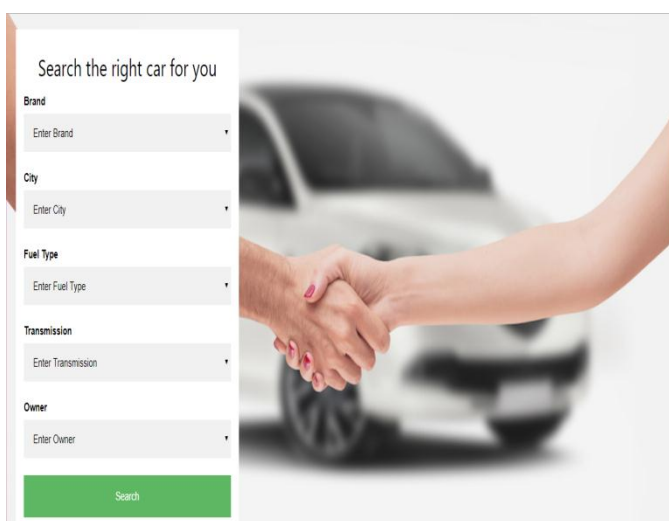 Search the right car for you
Brand
Enter Brand
City
Enter City
Fuel Type
Enter Fuel Type
Transmission
Enter Transmission
Owner
Enter Owner
Search